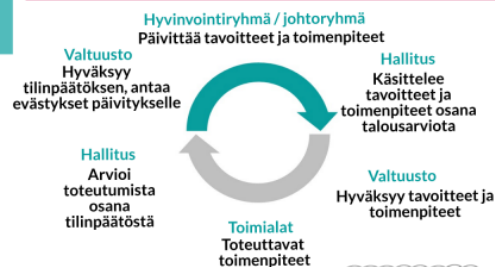 Hyvinvointiryhmä / johtoryhmä
Päivittää tavoitteet ja toimenpiteet
Hallitus
Käsittelee
tavoitteet ja
toimenpiteet osana
talousarviota
Valtuusto
Hyväksyy tavoitteet ja
toimenpiteet
Toimialat
Toteuttavat
toimenpiteet
Hallitus
Arvioi
toteutumista
osana
tilinpäätöstä
Valtuusto
Hyväksyy
tilinpäätöksen, antaa
evästykset päivitykselle